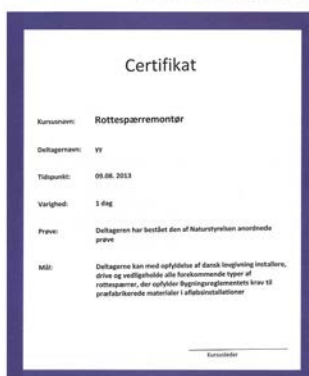 Certifikat
Kursusnavn: Rottespærremontør
Deltagernavn: yy
Tidspunkt: 09.08. 2013
Varighed: 1 dag
Prøve: Deltageren har bestået den af Naturstyrelsen anordnede
prøve
Mål: Deltagerne kan med opfyldelse af dansk lovgivning installere,
drive og vedligeholde alle forekommende typer af
rottespærrer, der opfylder Bygningsreglementets krav til
præfabrikerede materialer i afløbsinstallationer
Kursusleder